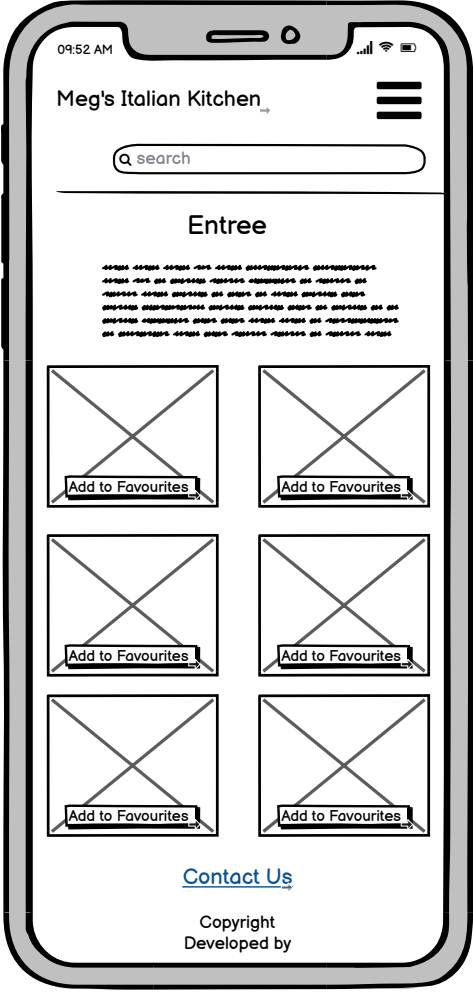 09:52 AM
Meg's Italian Kitchen
search
Entree
Add to Favourites
Add to Favourites
Add to Favourites
Add to Favourites
Add to Favourites
Add to Favourites
Contact Us
Copyright
Developed by